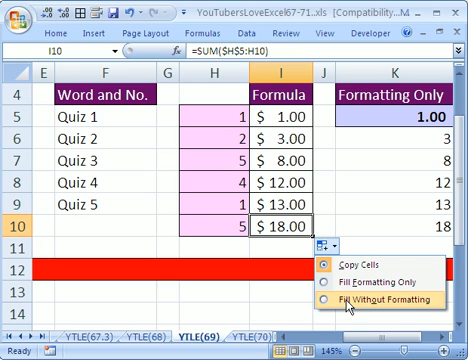 YouTubersLoveExcel67-71.xls [Compatibility...
Home Insert Page Layout Formulas Data Review View Developer
I10 =SUM($H$5:H10)
E F G H I J K
4 Word and No. Formula Formatting Only
5 Quiz 1 1 $ 1.00 1.00
6 Quiz 2 2 $ 3.00 3
7 Quiz 3 5 $ 8.00 8
8 Quiz 4 4 $ 12.00 12
9 Quiz 5 1 $ 13.00 13
10 5 $ 18.00 18
11
12
13
14
Copy Cells
Fill Formatting Only
Fill Without Formatting
YTLE(67.3) YTLE(68) YTLE(69) YTLE(70)
Ready 145%